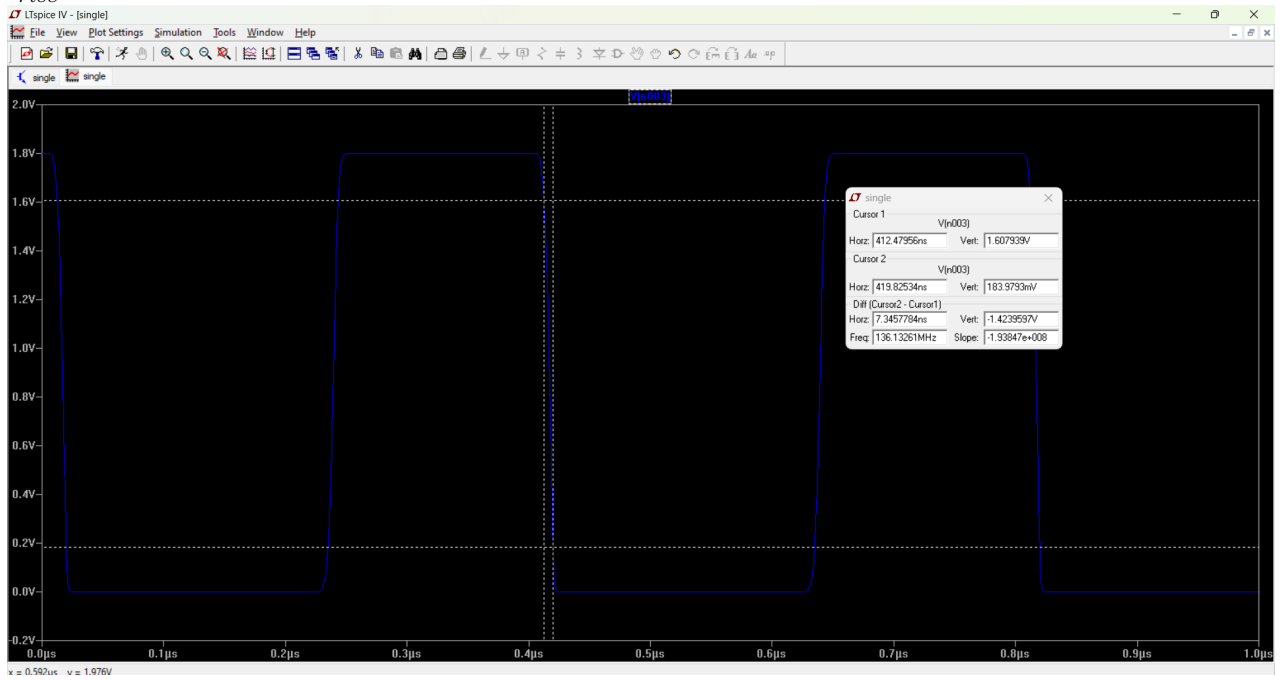 LTspice IV - [single]
File View Plot Settings Simulation Tools Window Help
single single
V(n003)
2.0V
1.8V
1.6V
1.4V
1.2V
1.0V
0.8V
0.6V
0.4V
0.2V
0.0V
-0.2V
0.0µs 0.1µs 0.2µs 0.3µs 0.4µs 0.5µs 0.6µs 0.7µs 0.8µs 0.9µs 1.0µs
single
Cursor 1
V(n003)
Horz: 412.47956ns Vert: 1.607939V
Cursor 2
V(n003)
Horz: 419.82534ns Vert: 183.9793mV
Diff (Cursor2 - Cursor1)
Horz: 7.3457784ns Vert: -1.4239597V
Freq: 136.13261MHz Slope: -1.93847e+008
x = 0.592µs y = 1.976V